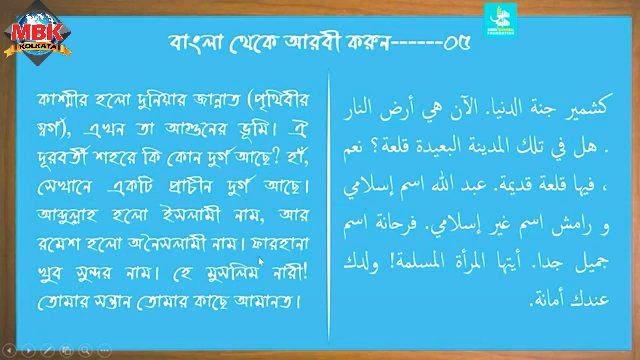 MBK
KOLKATA
বাংলা থেকে আরবী করুন------০৫
কাশ্মীর হলো দুনিয়ার জান্নাত (পৃথিবীর
স্বর্গ), এখন তা আগুনের ভূমি। ঐ
দূরবর্তী শহরে কি কোন দুর্গ আছে? হাঁ,
সেখানে একটি প্রাচীন দুর্গ আছে।
আব্দুল্লাহ হলো ইসলামী নাম, আর
রমেশ হলো অনৈসলামী নাম। ফারহানা
খুব সুন্দর নাম। হে মুসলিম নারী!
তোমার সন্তান তোমার কাছে আমানত।
كشمير جنة الدنيا. الآن هي أرض النار
. هل في تلك المدينة البعيدة قلعة؟ نعم
، فيها قلعة قديمة. عبد الله اسم إسلامي
و رامش اسم غير إسلامي. فرحانة اسم
جميل جدا. أيتها المرأة المسلمة! ولدك
عندك أمانة.